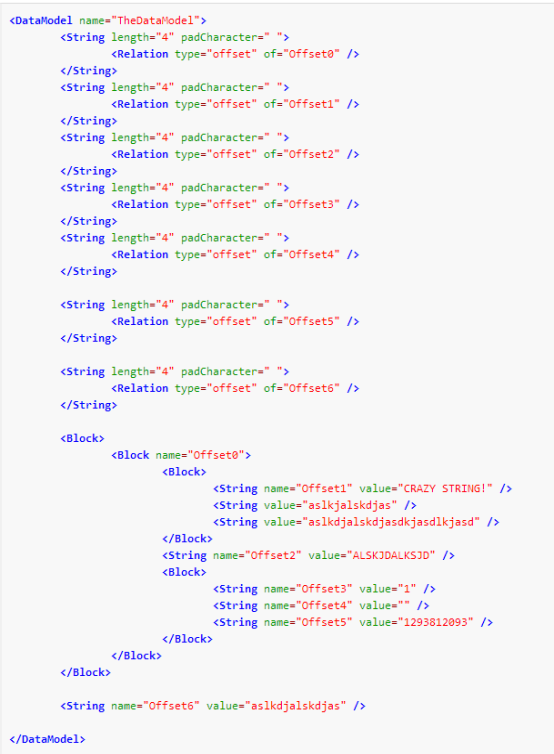 <DataModel name="TheDataModel">
<String length="4" padCharacter=" ">
<Relation type="offset" of="Offset0" />
</String>
<String length="4" padCharacter=" ">
<Relation type="offset" of="Offset1" />
</String>
<String length="4" padCharacter=" ">
<Relation type="offset" of="Offset2" />
</String>
<String length="4" padCharacter=" ">
<Relation type="offset" of="Offset3" />
</String>
<String length="4" padCharacter=" ">
<Relation type="offset" of="Offset4" />
</String>
<String length="4" padCharacter=" ">
<Relation type="offset" of="Offset5" />
</String>
<String length="4" padCharacter=" ">
<Relation type="offset" of="Offset6" />
</String>
<Block>
<Block name="Offset0">
<Block>
<String name="Offset1" value="CRAZY STRING!" />
<String value="aslkjalskdjas" />
<String value="aslkdjalskdjasdkjasdlkjasd" />
</Block>
<String name="Offset2" value="ALSKJDALKSJD" />
<Block>
<String name="Offset3" value="1" />
<String name="Offset4" value="" />
<String name="Offset5" value="1293812093" />
</Block>
</Block>
</Block>
<String name="Offset6" value="aslkdjalskdjas" />
</DataModel>